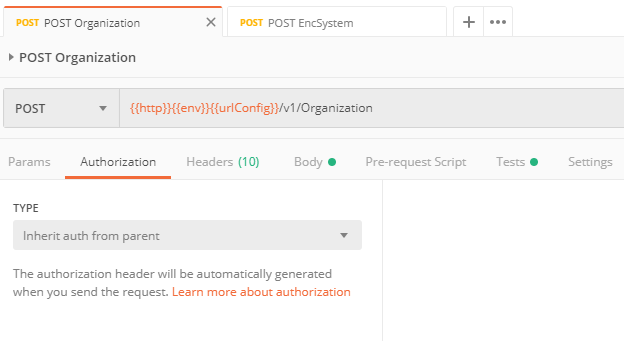 POST POST Organization POST EncSystem
POST Organization
POST {{http}}{{env}}{{urlConfig}}/v1/Organization
Params Authorization Headers (10) Body Pre-request Script Tests Settings
TYPE
Inherit auth from parent
The authorization header will be automatically generated
when you send the request. Learn more about authorization